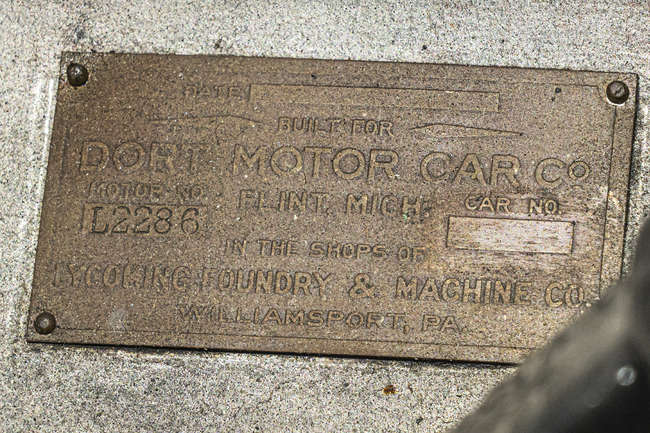 DATE
BUILT FOR
DORT MOTOR CAR CO
MOTOR NO. FLINT, MICH. CAR NO.
L2286
IN THE SHOPS OF
LYCOMING FOUNDRY & MACHINE CO.
WILLIAMSPORT, PA.